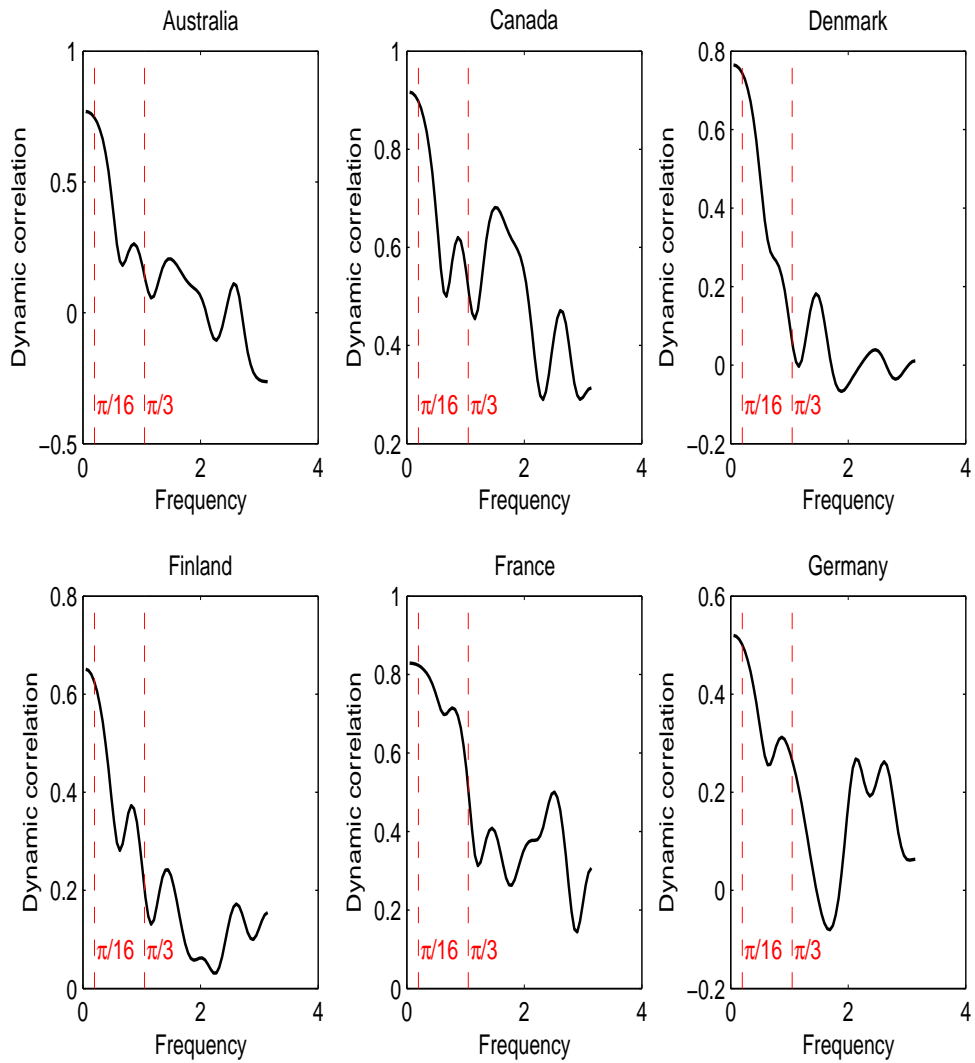 Australia
Dynamic correlation
1
0.5
0
−0.5
π/16
π/3
0
2
4
Frequency
Canada
Dynamic correlation
1
0.8
0.6
0.4
0.2
π/16
π/3
0
2
4
Frequency
Denmark
Dynamic correlation
0.8
0.6
0.4
0.2
0
−0.2
π/16
π/3
0
2
4
Frequency
Finland
Dynamic correlation
0.8
0.6
0.4
0.2
0
π/16
π/3
0
2
4
Frequency
France
Dynamic correlation
1
0.8
0.6
0.4
0.2
0
π/16
π/3
0
2
4
Frequency
Germany
Dynamic correlation
0.6
0.4
0.2
0
−0.2
π/16
π/3
0
2
4
Frequency